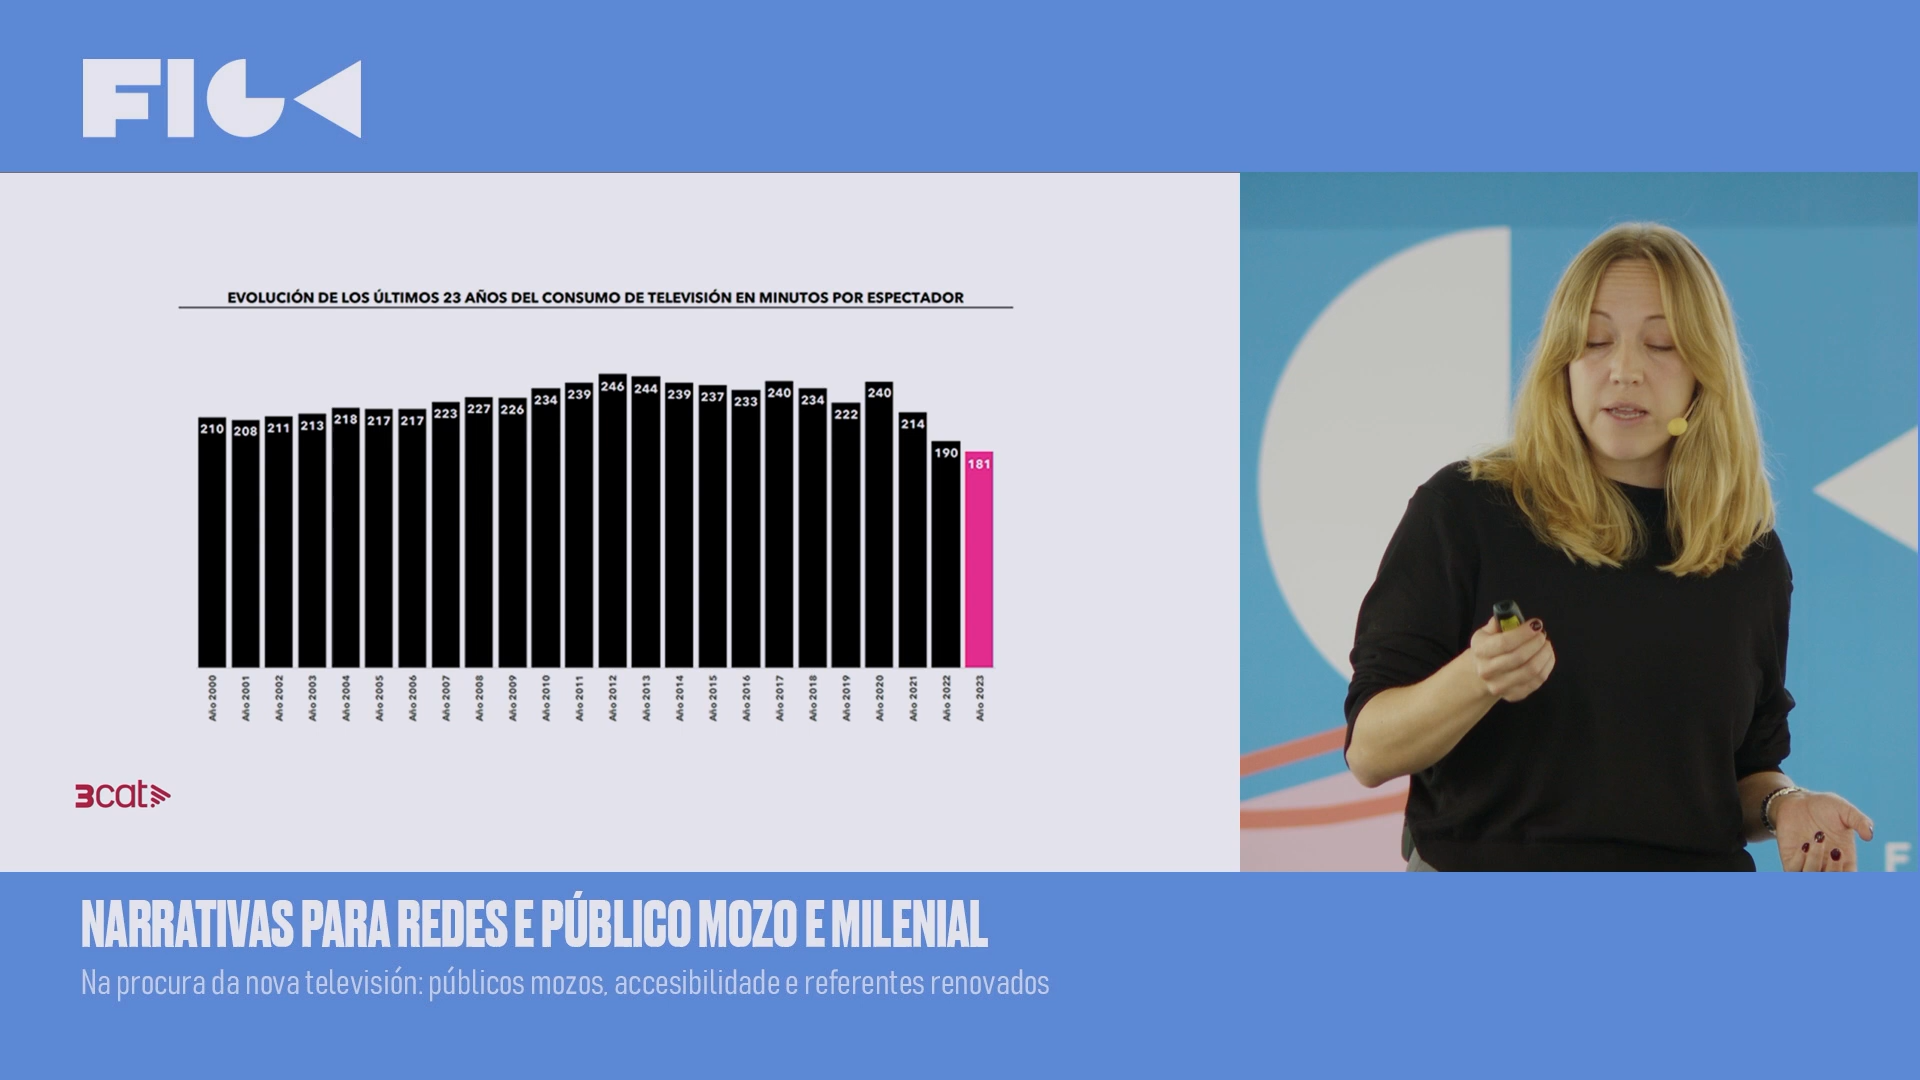 FIG
EVOLUCIÓN DE LOS ÚLTIMOS 23 AÑOS DEL CONSUMO DE TELEVISIÓN EN MINUTOS POR ESPECTADOR
210 208 211 213 218 217 217 223 227 226 234 239 246 244 239 237 233 240 234 222 240 214 190 181
Año 2000 Año 2001 Año 2002 Año 2003 Año 2004 Año 2005 Año 2006 Año 2007 Año 2008 Año 2009 Año 2010 Año 2011 Año 2012 Año 2013 Año 2014 Año 2015 Año 2016 Año 2017 Año 2018 Año 2019 Año 2020 Año 2021 Año 2022 Año 2023
3cat
F
NARRATIVAS PARA REDES E PÚBLICO MOZO E MILENIAL
Na procura da nova televisión: públicos mozos, accesibilidade e referentes renovados